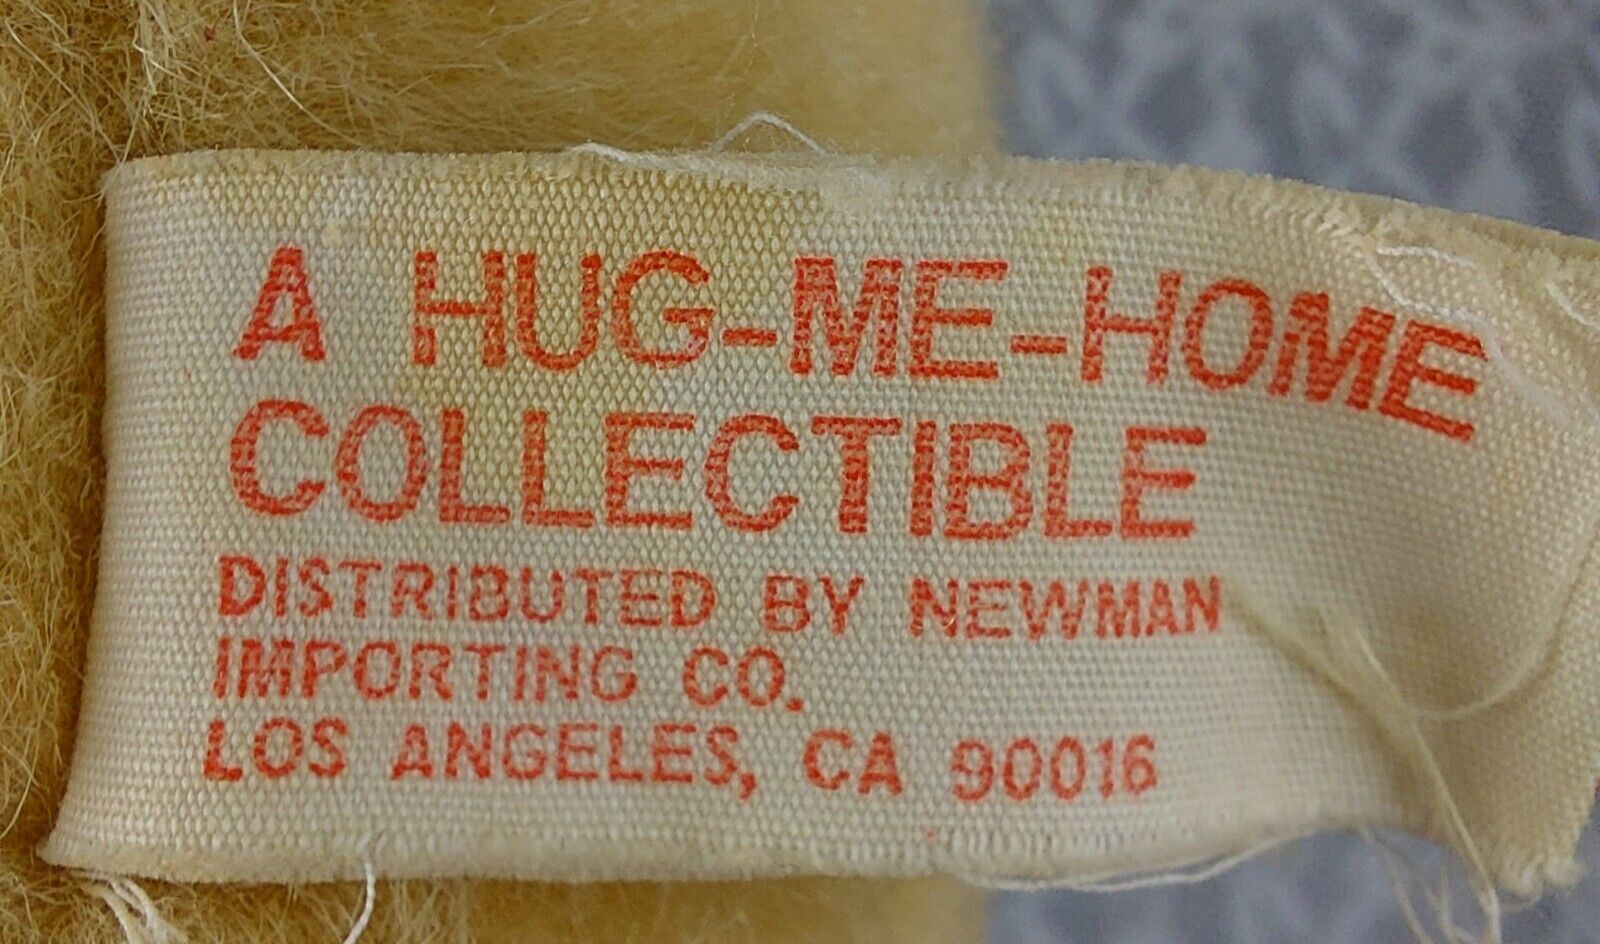 A HUG-ME-HOME
COLLECTIBLE
DISTRIBUTED BY NEWMAN
IMPORTING CO.
LOS ANGELES, CA 90016